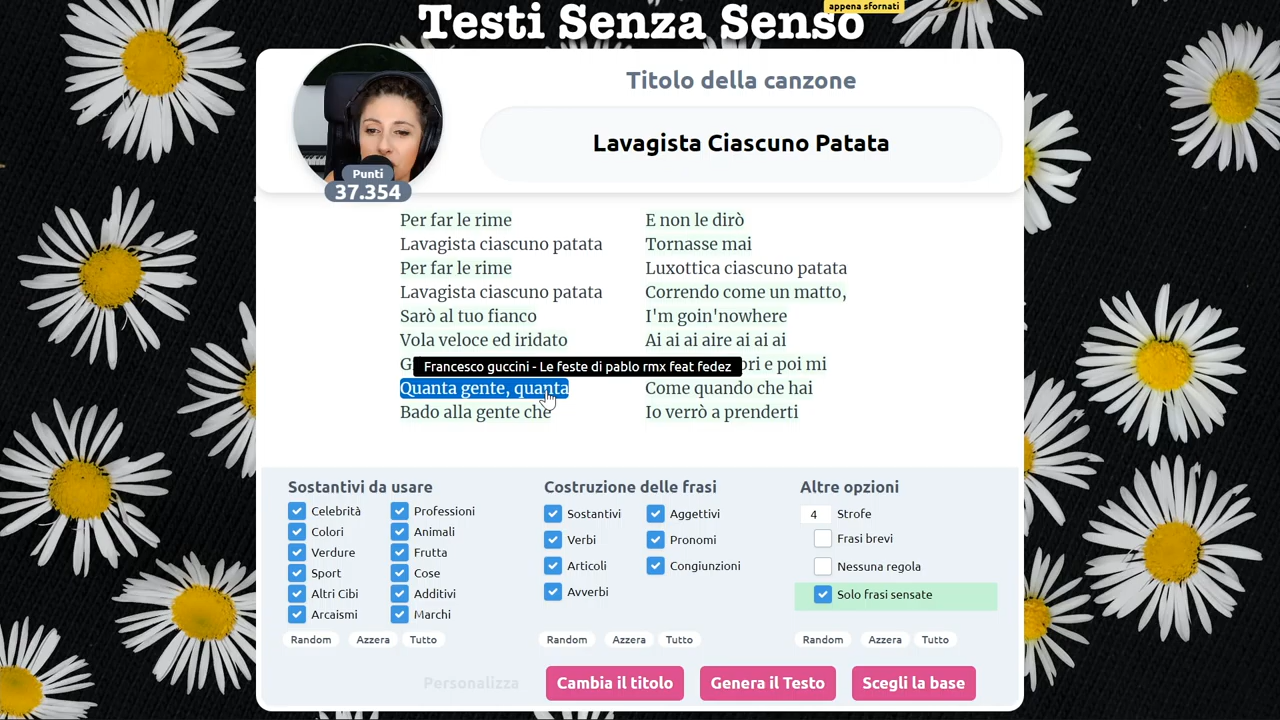 appena sfornati
Testi Senza Senso
Titolo della canzone
Lavagista Ciascuno Patata
Punti
37.354
Per far le rime
Lavagista ciascuno patata
Per far le rime
Lavagista ciascuno patata
Sarò al tuo fianco
Vola veloce ed iridato
G
Francesco guccini - Le feste di pablo rmx feat fedez
Quanta gente, quanta
Bado alla gente che
E non le dirò
Tornasse mai
Luxottica ciascuno patata
Correndo come un matto,
I'm goin'nowhere
Ai ai ai aire ai ai ai
e poi mi
Come quando che hai
Io verrò a prenderti
Sostantivi da usare
Celebrità
Professioni
Colori
Animali
Verdure
Frutta
Sport
Cose
Altri Cibi
Additivi
Arcaismi
Marchi
Random
Azzera
Tutto
Costruzione delle frasi
Sostantivi
Aggettivi
Verbi
Pronomi
Articoli
Congiunzioni
Avverbi
Random
Azzera
Tutto
Altre opzioni
4 Strofe
Frasi brevi
Nessuna regola
Solo frasi sensate
Random
Azzera
Tutto
Personalizza
Cambia il titolo
Genera il Testo
Scegli la base